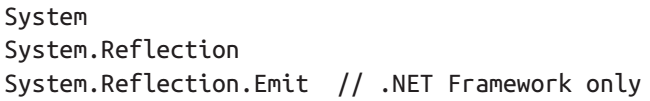 System
System.Reflection
System.Reflection.Emit  // .NET Framework only